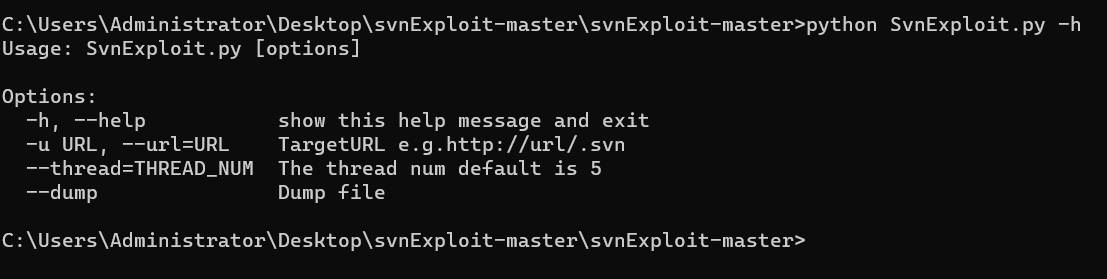 C:\Users\Administrator\Desktop\svnExploit-master\svnExploit-master>python SvnExploit.py -h
Usage: SvnExploit.py [options]

Options:
  -h, --help           show this help message and exit
  -u URL, --url=URL    TargetURL e.g.http://url/.svn
  --thread=THREAD_NUM  The thread num default is 5
  --dump               Dump file

C:\Users\Administrator\Desktop\svnExploit-master\svnExploit-master>